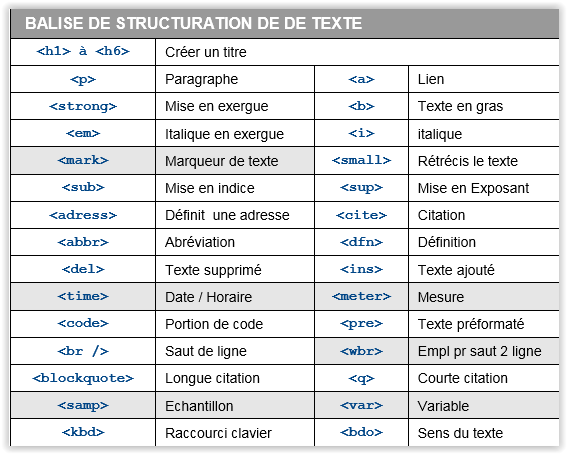 BALISE DE STRUCTURATION DE DE TEXTE
<h1> à <h6> Créer un titre
<p> Paragraphe <a> Lien
<strong> Mise en exergue <b> Texte en gras
<em> Italique en exergue <i> italique
<mark> Marqueur de texte <small> Rétrécis le texte
<sub> Mise en indice <sup> Mise en Exposant
<adress> Définit une adresse <cite> Citation
<abbr> Abréviation <dfn> Définition
<del> Texte supprimé <ins> Texte ajouté
<time> Date / Horaire <meter> Mesure
<code> Portion de code <pre> Texte préformaté
<br /> Saut de ligne <wbr> Empl pr saut 2 ligne
<blockquote> Longue citation <q> Courte citation
<samp> Echantillon <var> Variable
<kbd> Raccourci clavier <bdo> Sens du texte